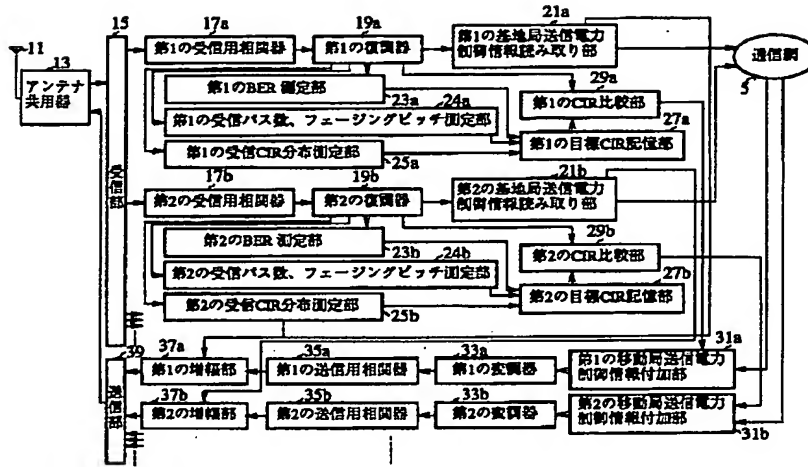 11
13
アンテナ
共用器
15
受信部
17a
第1の受信用相関器
19a
第1の復調器
21a
第1の基地局送信電力
制御情報読み取り部
通信網
5
第1のBER 測定部
23a
24a
第1の受信パス数、フェージングピッチ測定部
第1の受信CIR分布測定部
25a
29a
第1のCIR比較部
27a
第1の目標CIR記憶部
17b
第2の受信用相関器
19b
第2の復調器
21b
第2の基地局送信電力
制御情報読み取り部
第2のBER 測定部
23b
24b
第2の受信パス数、フェージングピッチ測定部
第2の受信CIR分布測定部
25b
29b
第2のCIR比較部
27b
第2の目標CIR記憶部
39
送信部
37a
第1の増幅部
35a
第1の送信用相関器
33a
第1の変調器
31a
第1の移動局送信電力
制御情報付加部
37b
第2の増幅部
35b
第2の送信用相関器
33b
第2の変調器
第2の移動局送信電力
制御情報付加部
31b